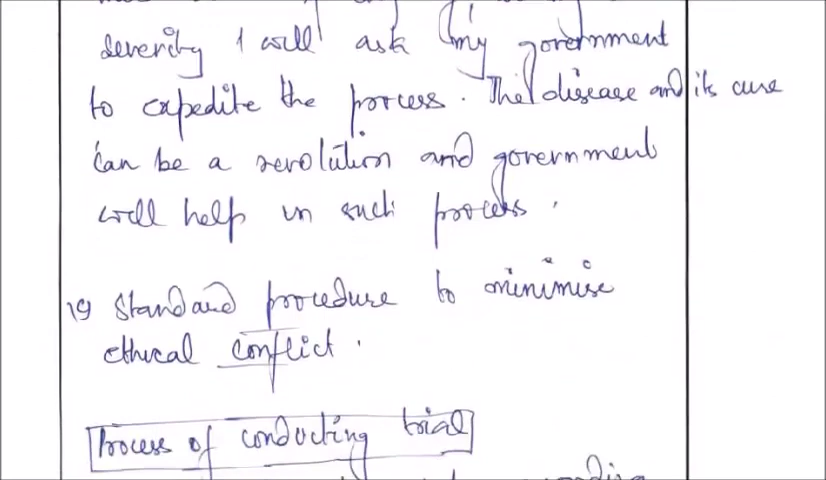 severity I will ask my government
to expedite the process. The disease and its cure
can be a revolution and government
will help in such process.
19 Standard procedure to minimise
ethical conflict.
Process of conducting trial